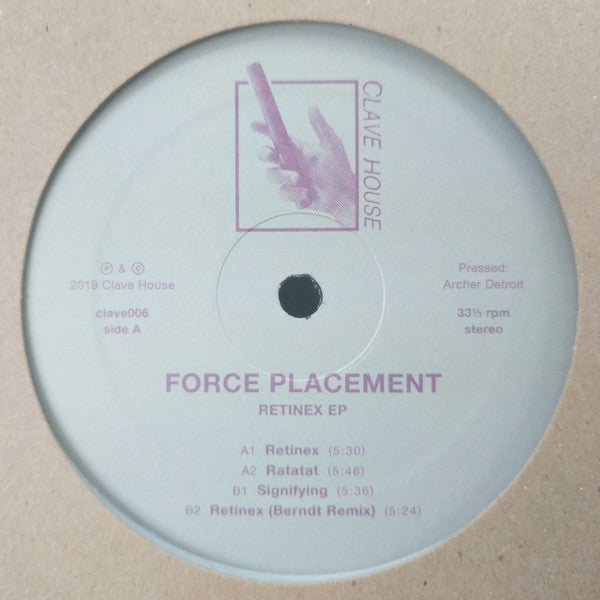 CLAVE HOUSE
Ⓟ & ©
2019 Clave House
clave006
side A
Pressed:
Archer Detroit
33⅓ rpm
stereo
FORCE PLACEMENT
RETINEX EP
A1 Retinex (5:30)
A2 Ratatat (5:46)
B1 Signifying (5:36)
B2 Retinex (Berndt Remix) (5:24)